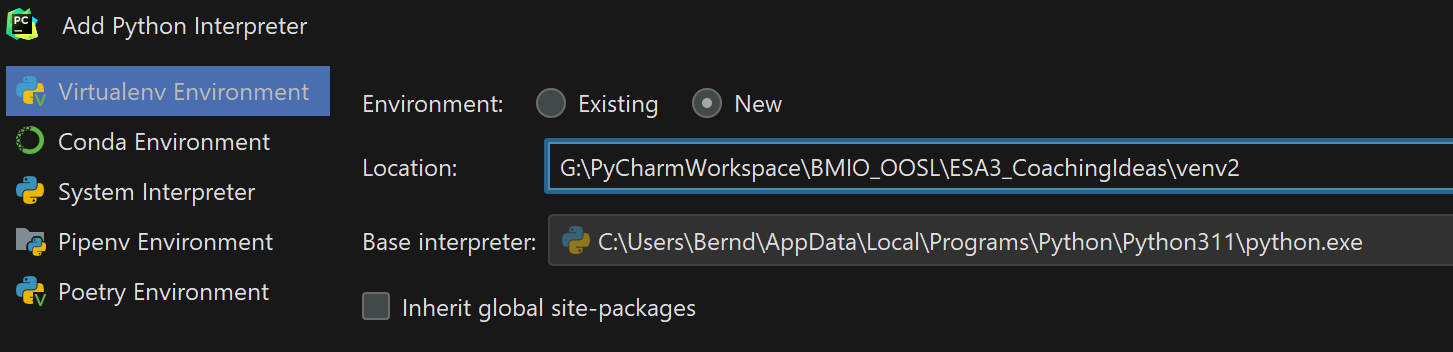 PC
Add Python Interpreter
Virtualenv Environment
Conda Environment
System Interpreter
Pipenv Environment
Poetry Environment
Environment: Existing New
Location: G:\PyCharmWorkspace\BMIO_OOSL\ESA3_CoachingIdeas\venv2
Base interpreter: C:\Users\Bernd\AppData\Local\Programs\Python\Python311\python.exe
Inherit global site-packages